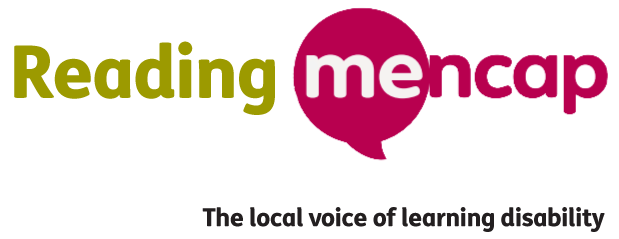 Reading mencap
The local voice of learning disability